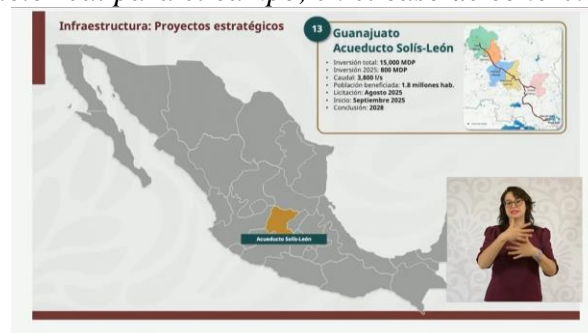 Infraestructura: Proyectos estratégicos
13
Guanajuato
Acueducto Solís-León
• Inversión total: 15,000 MDP
• Inversión 2025: 800 MDP
• Caudal: 3,800 l/s
• Población beneficiada: 1.8 millones hab.
• Licitación: Agosto 2025
• Inicio: Septiembre 2025
• Conclusión: 2028
Acueducto Solís-León